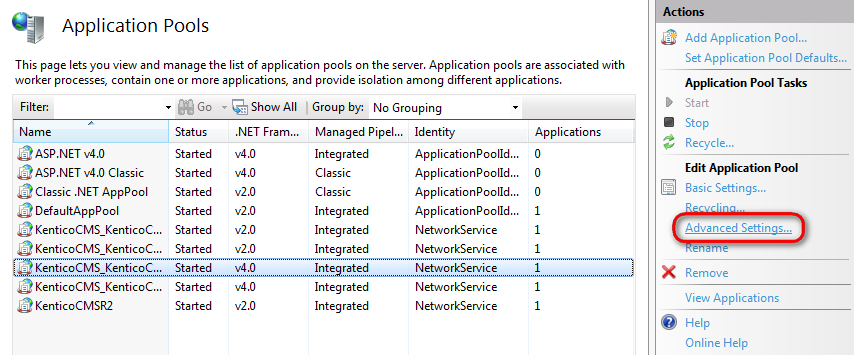 Application Pools
This page lets you view and manage the list of application pools on the server. Application pools are associated with
worker processes, contain one or more applications, and provide isolation among different applications.
Filter: Go Show All Group by: No Grouping
Name Status .NET Fram... Managed Pipele... Identity Applications
ASP.NET v4.0 Started v4.0 Integrated ApplicationPoolId... 0
ASP.NET v4.0 Classic Started v4.0 Classic ApplicationPoolId... 0
Classic .NET AppPool Started v2.0 Classic ApplicationPoolId... 0
DefaultAppPool Started v2.0 Integrated ApplicationPoolId... 1
KenticoCMS_KenticoC... Started v2.0 Integrated NetworkService 1
KenticoCMS_KenticoC... Started v2.0 Integrated NetworkService 1
KenticoCMS_KenticoC... Started v4.0 Integrated NetworkService 1
KenticoCMS_KenticoC... Started v4.0 Integrated NetworkService 1
KenticoCMSR2 Started v2.0 Integrated NetworkService 1
Actions
Add Application Pool...
Set Application Pool Defaults...
Application Pool Tasks
Start
Stop
Recycle...
Edit Application Pool
Basic Settings...
Recycling...
Advanced Settings...
Rename
Remove
View Applications
Help
Online Help